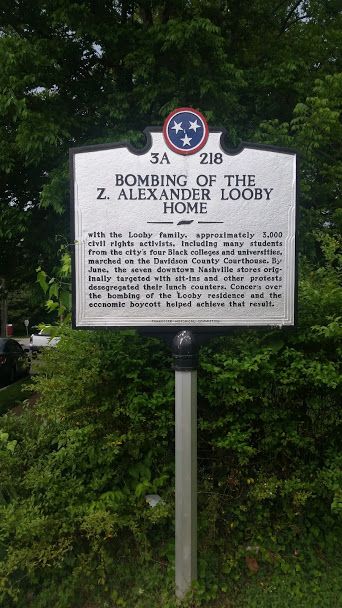 3A 218
BOMBING OF THE
Z. ALEXANDER LOOBY
HOME
with the Looby family, approximately 3,000
civil rights activists, including many students
from the city's four Black colleges and universities,
marched on the Davidson County Courthouse. By
June, the seven downtown Nashville stores orig-
inally targeted with sit-ins and other protests
desegregated their lunch counters. Concern over
the bombing of the Looby residence and the
economic boycott helped achieve that result.
TENNESSEE HISTORICAL COMMISSION